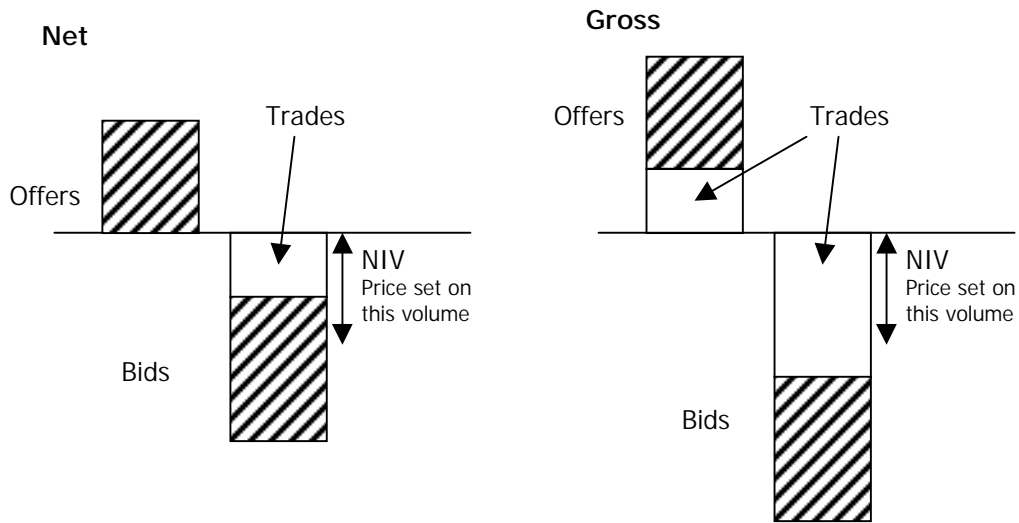 Net
Trades
Offers
NIV
Price set on
this volume
Bids
Gross
Offers
Trades
NIV
Price set on
this volume
Bids